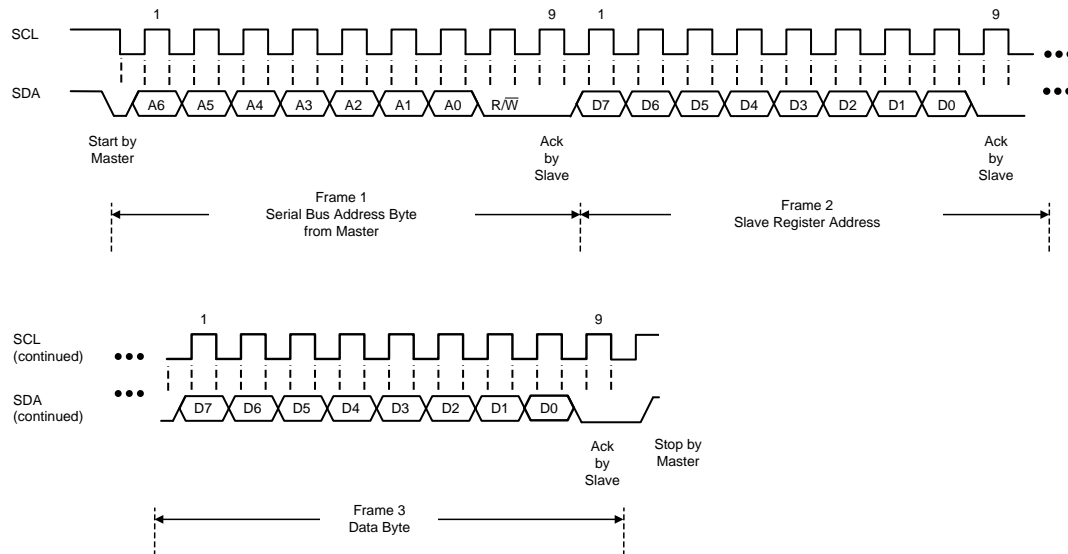 1 9 1 9
SCL
SDA
A6 A5 A4 A3 A2 A1 A0 R/W̅ D7 D6 D5 D4 D3 D2 D1 D0
Start by
Master
Ack
by
Slave
Ack
by
Slave
Frame 1
Serial Bus Address Byte
from Master
Frame 2
Slave Register Address
1 9
SCL
(continued)
SDA
(continued)
D7 D6 D5 D4 D3 D2 D1 D0
Ack
by
Slave
Stop by
Master
Frame 3
Data Byte